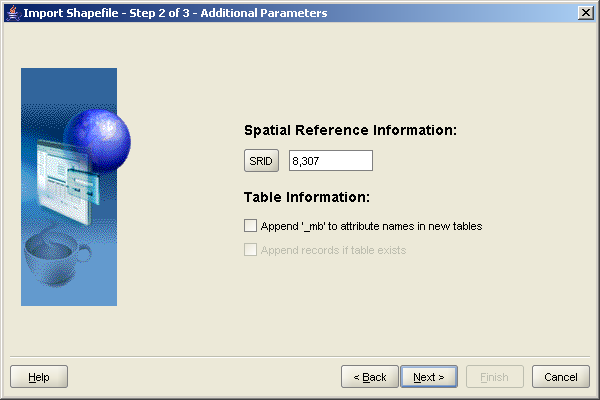 Import Shapefile - Step 2 of 3 - Additional Parameters
Spatial Reference Information:
SRID 8,307
Table Information:
Append '_mb' to attribute names in new tables
Append records if table exists
Help < Back Next > Finish Cancel